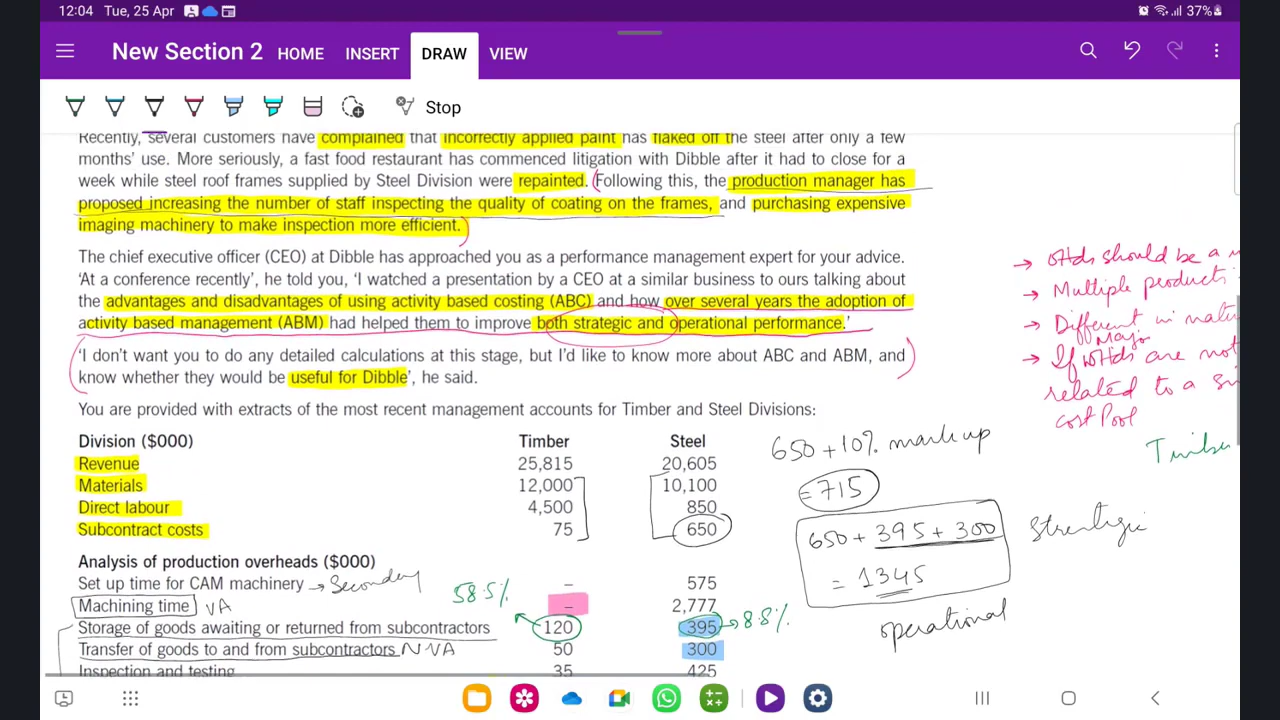 12:04 Tue, 25 Apr
37%
New Section 2 HOME INSERT DRAW VIEW
Stop
Recently, several customers have complained that incorrectly applied paint has flaked off the steel after only a few
months' use. More seriously, a fast food restaurant has commenced litigation with Dibble after it had to close for a
week while steel roof frames supplied by Steel Division were repainted. Following this, the production manager has
proposed increasing the number of staff inspecting the quality of coating on the frames, and purchasing expensive
imaging machinery to make inspection more efficient.
The chief executive officer (CEO) at Dibble has approached you as a performance management expert for your advice.
'At a conference recently', he told you, 'I watched a presentation by a CEO at a similar business to ours talking about
the advantages and disadvantages of using activity based costing (ABC) and how over several years the adoption of
activity based management (ABM) had helped them to improve both strategic and operational performance.'
'I don't want you to do any detailed calculations at this stage, but I'd like to know more about ABC and ABM, and
know whether they would be useful for Dibble', he said.
You are provided with extracts of the most recent management accounts for Timber and Steel Divisions:
Division ($000) Timber Steel
Revenue 25,815 20,605
Materials 12,000 10,100
Direct labour 4,500 850
Subcontract costs 75 650
Analysis of production overheads ($000)
Set up time for CAM machinery → Secondary – 575
Machining time VA – 2,777
Storage of goods awaiting or returned from subcontractors 120 395
Transfer of goods to and from subcontractors NVA 50 300
Inspection and testing 35 425
58.5%
→ 8.8%
650 + 10% mark up
= 715
650 + 395 + 300
= 1345
Strategic
operational
→ OHds should be a
→ Multiple products
→ Different in
Major
→ If OHds are not
related to a
cost Pool
Timber